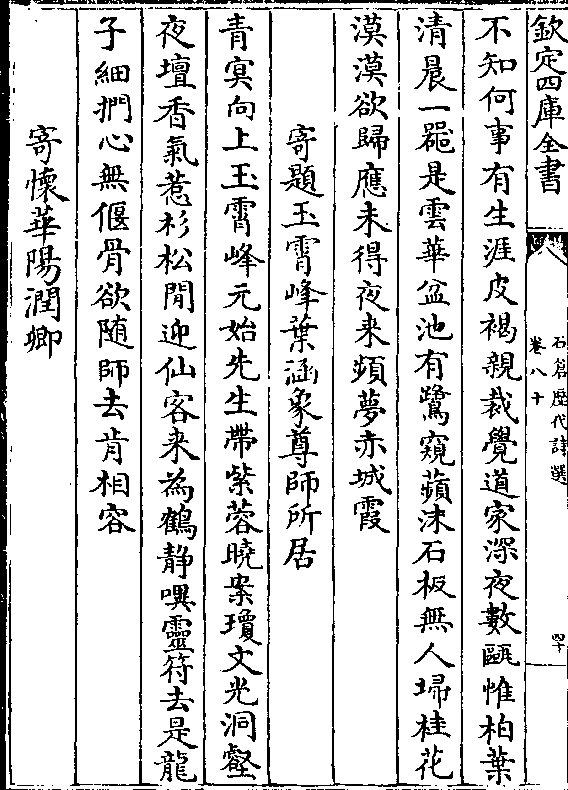 欽定四庫全書
石倉歷代詩選
卷八十
四十
不知何事有生涯皮褐親裁覺道家深夜數甌惟柏葉
清晨一器是雲華盆池有鷺窺蘋沫石板無人埽桂花
漠漠欲歸應未得夜来頻夢赤城霞
寄題玉霄峰葉涵象尊師所居
青冥向上玉霄峰元始先生帶紫蓉曉案瓊文光洞壑
夜壇香氣惹杉松閒迎仙客来為鶴静噀靈符去是龍
子細捫心無偃骨欲随師去肯相容
寄懷華陽潤卿